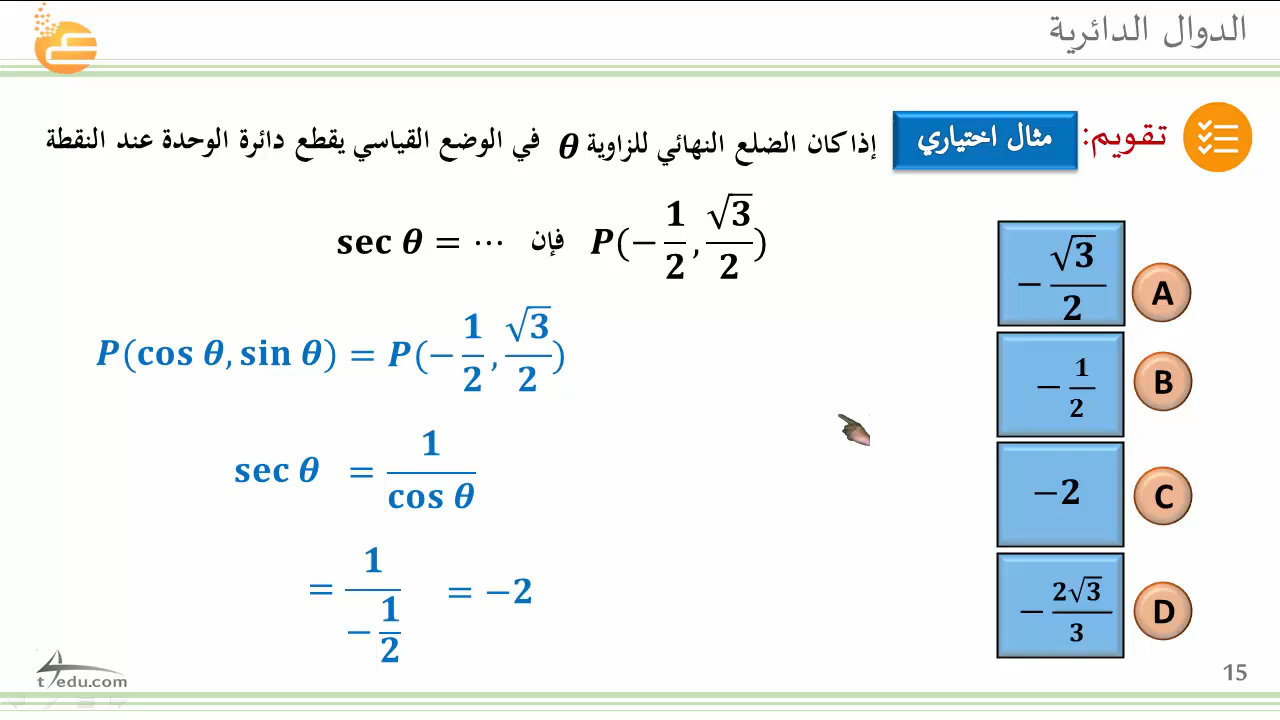 الدوال الدائرية
تقويم: مثال اختياري إذا كان الضلع النهائي للزاوية θ في الوضع القياسي يقطع دائرة الوحدة عند النقطة
P(−1/2, √3/2) فإن sec θ = ⋯
A −√3/2
B −1/2
C −2
D −2√3/3
P(cos θ, sin θ) = P(−1/2, √3/2)
sec θ = 1/cos θ
= 1/(−1/2) = −2
t4edu.com
15